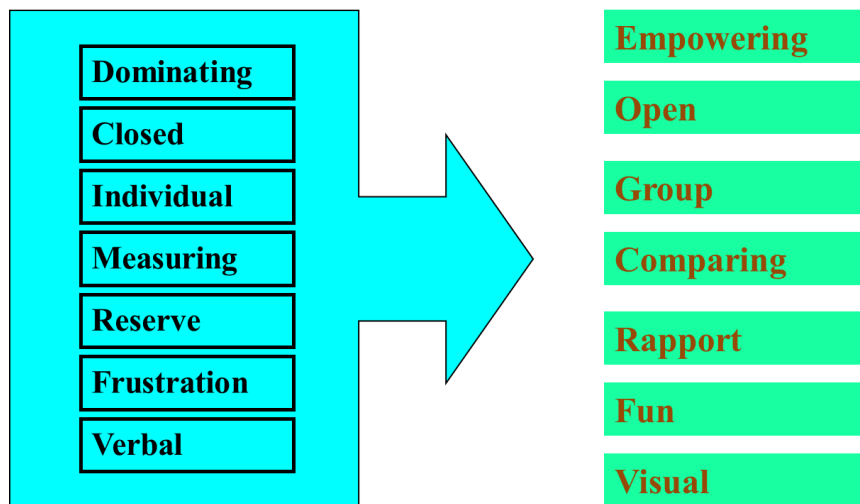 Dominating
Closed
Individual
Measuring
Reserve
Frustration
Verbal
Empowering
Open
Group
Comparing
Rapport
Fun
Visual